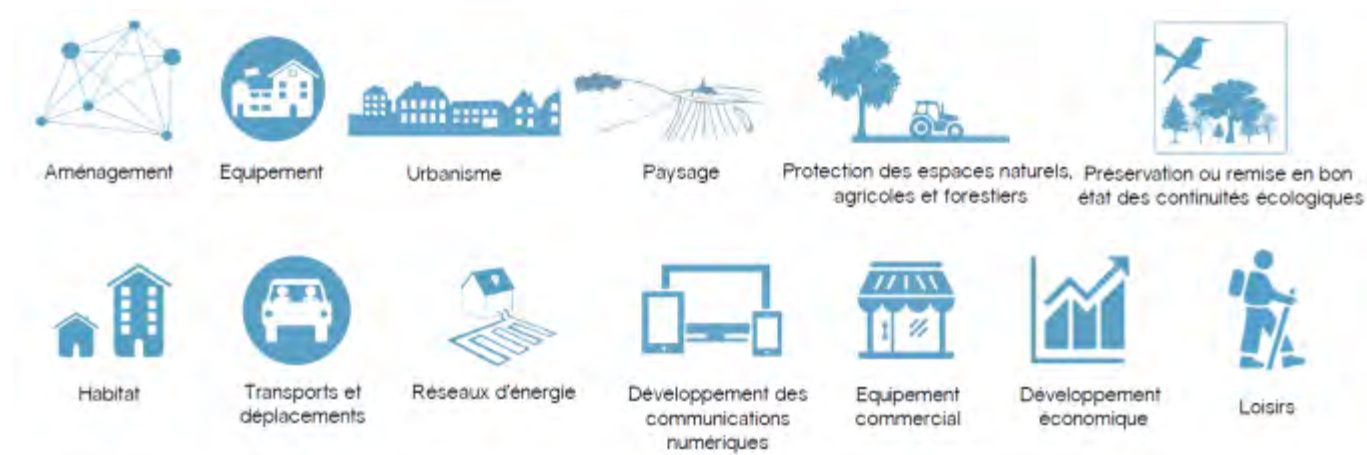 Aménagement
Equipement
Urbanisme
Paysage
Protection des espaces naturels,
agricoles et forestiers
Préservation ou remise en bon
état des continuités écologiques
Habitat
Transports et
déplacements
Réseaux d'énergie
Développement des
communications
numériques
Equipement
commercial
Développement
économique
Loisirs